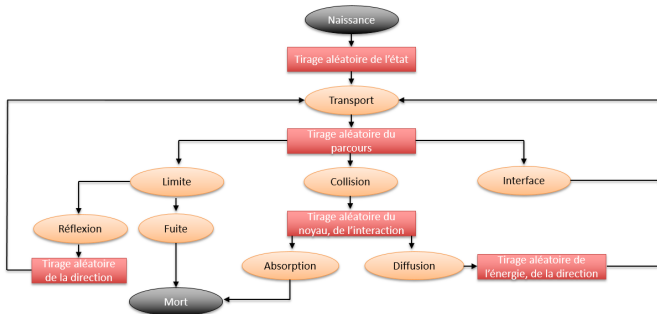 Naissance
Tirage aléatoire de l'état
Transport
Tirage aléatoire du
parcours
Limite
Collision
Interface
Réflexion
Fuite
Tirage aléatoire du
noyau, de l'interaction
Tirage aléatoire
de la direction
Absorption
Diffusion
Tirage aléatoire de
l'énergie, de la direction
Mort